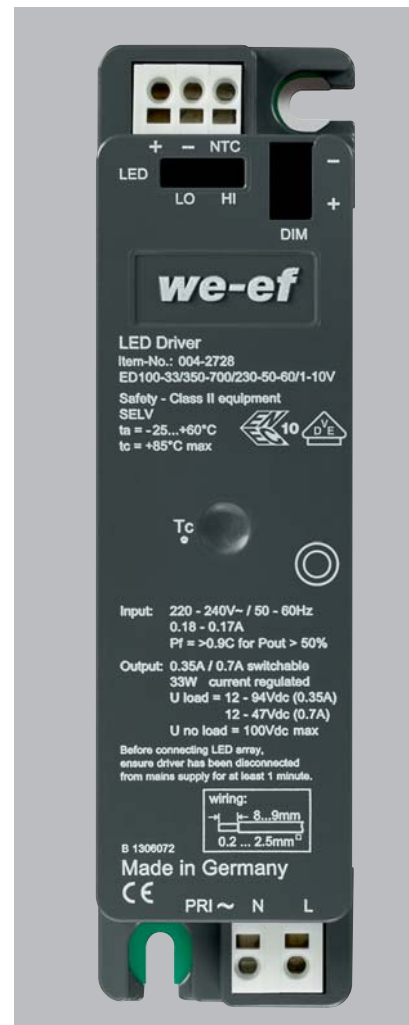 + – NTC
LED
LO HI
–
+
DIM
we-ef
LED Driver
Item-No.: 004-2728
ED100-33/350-700/230-50-60/1-10V
Safety - Class II equipment
SELV
ta = -25...+60°C
tc = +85°C max
EN EC 10 DVE
Tc
Input: 220 - 240V~ / 50 - 60Hz
0.18 - 0.17A
Pf = >0.9C for Pout > 50%
Output: 0.35A / 0.7A switchable
33W current regulated
U load = 12 - 94Vdc (0.35A)
12 - 47Vdc (0.7A)
U no load = 100Vdc max
Before connecting LED array,
ensure driver has been disconnected
from mains supply for at least 1 minute.
wiring:
8...9mm
0.2 ... 2.5mm□
B 1306072
Made in Germany
CE
PRI ~ N L